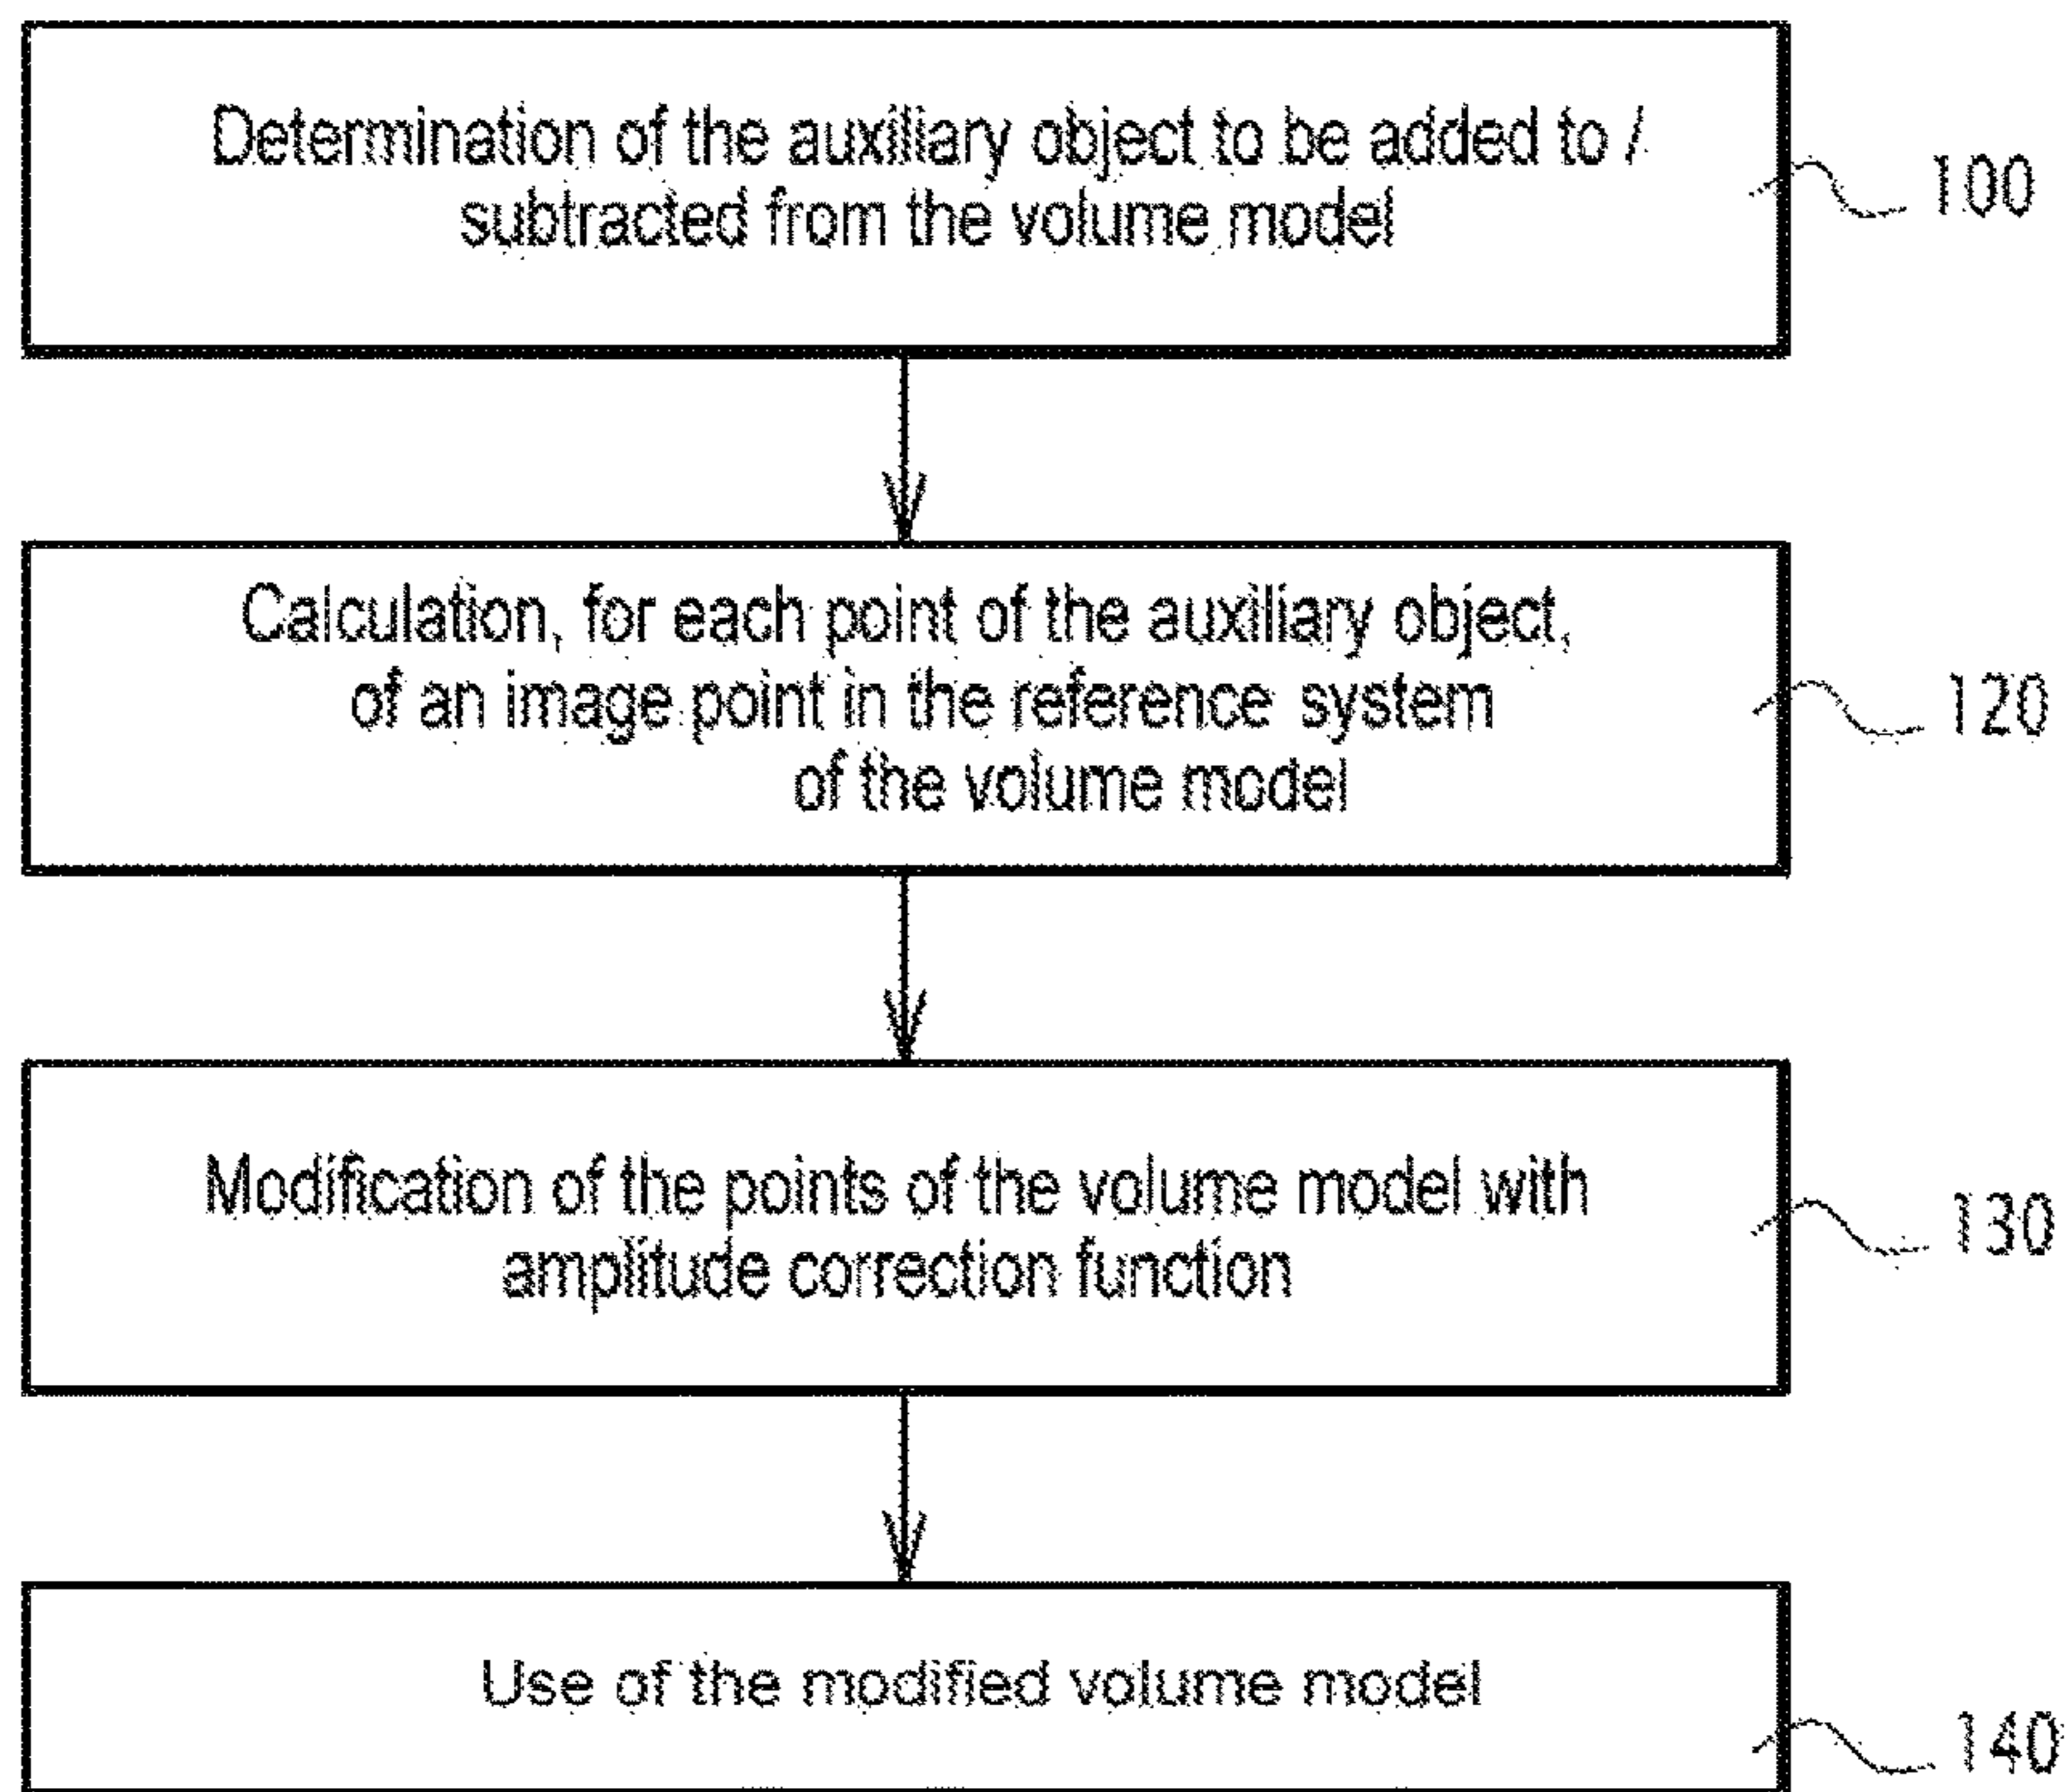 Determination of the auxiliary object to be added to /
subtracted from the volume model
100
Calculation, for each point of the auxiliary object,
of an image point in the reference system
of the volume model
120
Modification of the points of the volume model with
amplitude correction function
130
Use of the modified volume model
140